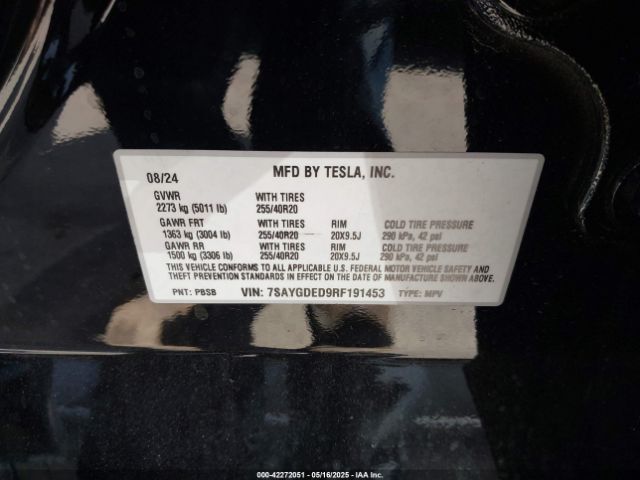 08/24 MFD BY TESLA, INC.
GVWR WITH TIRES
2273 kg (5011 lb) 255/40R20
GAWR FRT WITH TIRES RIM COLD TIRE PRESSURE
1363 kg (3004 lb) 255/40R20 20X9.5J 290 kPa, 42 psi
GAWR RR WITH TIRES RIM COLD TIRE PRESSURE
1500 kg (3306 lb) 255/40R20 20X9.5J 290 kPa, 42 psi
THIS VEHICLE CONFORMS TO ALL APPLICABLE U.S. FEDERAL MOTOR VEHICLE SAFETY AND
THEFT PREVENTION STANDARDS IN EFFECT ON THE DATE OF MANUFACTURE SHOWN ABOVE.
PNT: PBSB VIN: 7SAYGDED9RF191453 TYPE: MPV
000-42272051 - 05/16/2025 - IAA Inc.